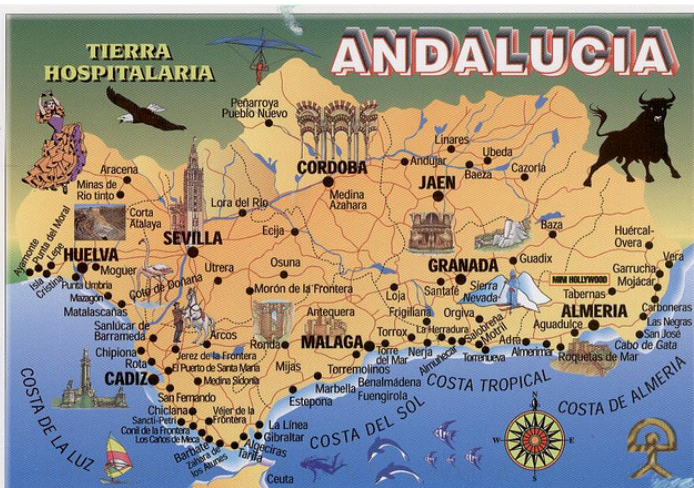 TIERRA
HOSPITALARIA
ANDALUCIA
Peñarroya
Pueblo Nuevo
CORDOBA
Medina
Azahara
Linares
Andujar
Ubeda
Baeza
Cazorla
JAEN
Aracena
Minas de
Rio tinto
Corta
Atalaya
Lora del Rio
SEVILLA
Ecija
Osuna
Utrera
Morón de la Frontera
Ayamonte
Isla
Cristina
Lepe
Punta del Moral
HUELVA
Moguer
Punta Umbria
Mazagón
Matalascañas
Coto de Doñana
Baza
Huércal-
Overa
Vera
Garrucha
Mojácar
GRANADA
Guadix
Santafé
Sierra
Nevada
MINI HOLLYWOOD
Tabernas
ALMERIA
Carboneras
Las Negras
San José
Cabo de Gata
Aguadulce
Roquetas de Mar
Almerimar
Adra
Loja
Frigiliana
Orgiva
Antequera
MALAGA
Torrox
La Herradura
Salobreña
Motril
Torre
del Mar
Nerja
Almuñecar
Torrenueva
Sanlúcar de
Barrameda
Chipiona
Rota
CADIZ
Arcos
Jerez de la Frontera
El Puerto de Santa María
Medina Sidonia
Ronda
Mijas
Torremolinos
Benalmádena
Fuengirola
Marbella
Estepona
San Fernando
Chiclana
Sancti-Petri
Conil de la Frontera
Los Caños de Meca
Véjer de la
Frontera
Barbate
Zahara de
los Atunes
Tarifa
Algeciras
La Línea
Gibraltar
Ceuta
COSTA DE LA LUZ
COSTA DEL SOL
COSTA TROPICAL
COSTA DE ALMERIA
N
W
E
S